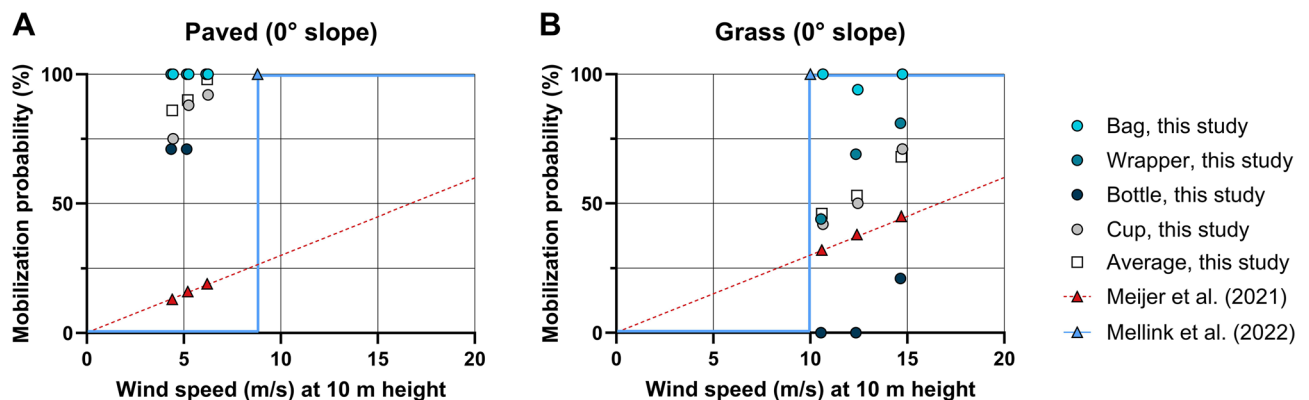 A
Paved (0° slope)
Mobilization probability (%)
100
50
0
0
5
10
15
20
Wind speed (m/s) at 10 m height
B
Grass (0° slope)
Mobilization probability (%)
100
50
0
0
5
10
15
20
Wind speed (m/s) at 10 m height
Bag, this study
Wrapper, this study
Bottle, this study
Cup, this study
Average, this study
Meijer et al. (2021)
Mellink et al. (2022)